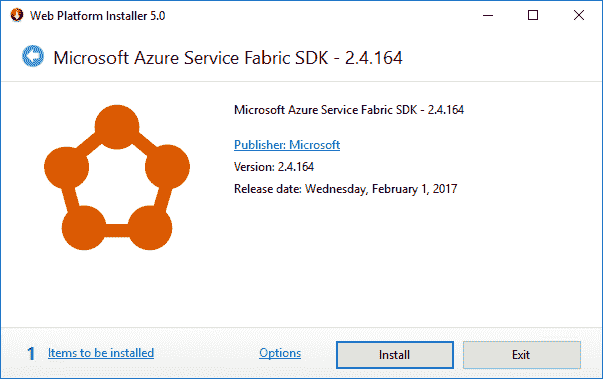 Web Platform Installer 5.0
Microsoft Azure Service Fabric SDK - 2.4.164
Microsoft Azure Service Fabric SDK - 2.4.164
Publisher: Microsoft
Version: 2.4.164
Release date: Wednesday, February 1, 2017
1 Items to be installed Options Install Exit